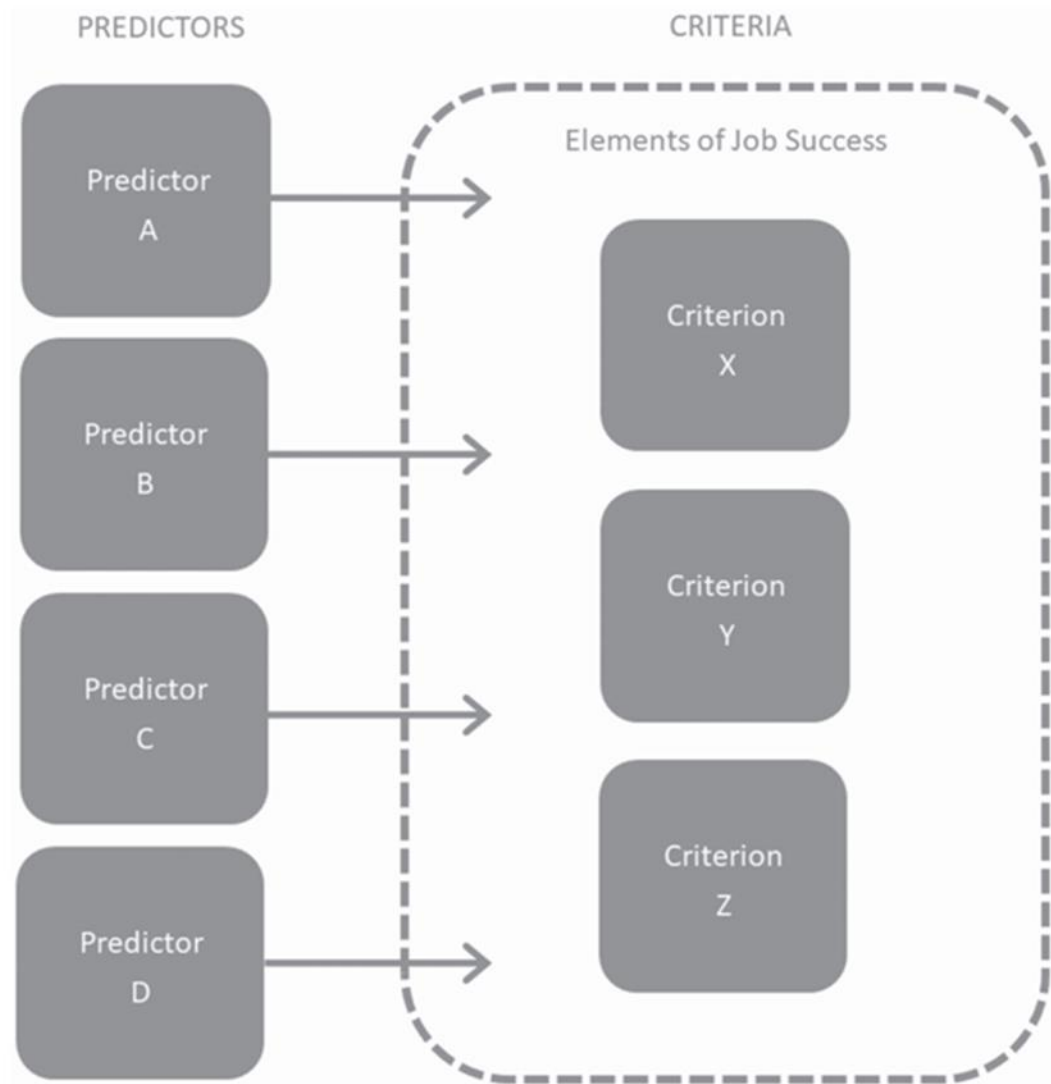 PREDICTORS
CRITERIA
Elements of Job Success
Predictor
A
Predictor
B
Predictor
C
Predictor
D
Criterion
X
Criterion
Y
Criterion
Z